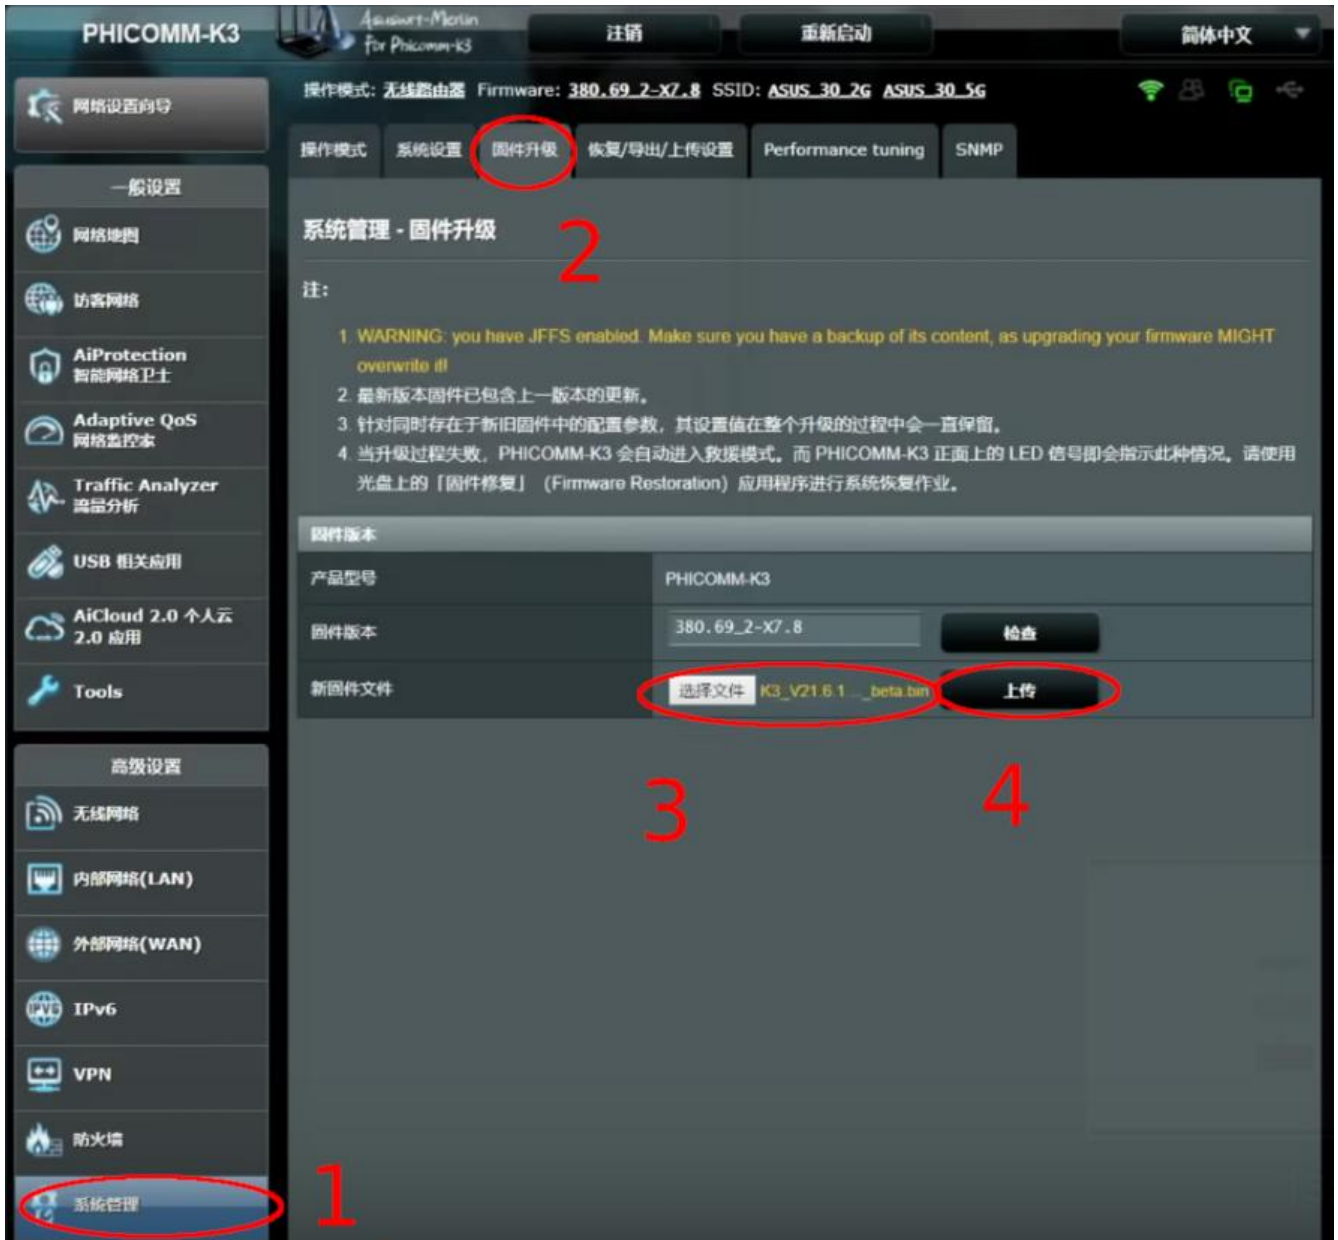 PHICOMM-K3
Asuswrt-Merlin
for Phicomm-K3
注销
重新启动
简体中文
网络设置向导
操作模式: 无线路由器 Firmware: 380.69_2-X7.8 SSID: ASUS_30_2G ASUS_30_5G
操作模式
系统设置
固件升级
恢复/导出/上传设置
Performance tuning
SNMP
一般设置
网络地图
访客网络
AiProtection
智能网络卫士
Adaptive QoS
网络监控家
Traffic Analyzer
流量分析
USB 相关应用
AiCloud 2.0 个人云
2.0 应用
Tools
高级设置
无线网络
内部网络(LAN)
外部网络(WAN)
IPv6
VPN
防火墙
系统管理
1
系统管理 - 固件升级
2
注:
1 WARNING: you have JFFS enabled. Make sure you have a backup of its content, as upgrading your firmware MIGHT
overwrite it!
2. 最新版本固件已包含上一版本的更新。
3. 针对同时存在于新旧固件中的配置参数，其设置值在整个升级的过程中会一直保留。
4. 当升级过程失败，PHICOMM-K3 会自动进入救援模式。而 PHICOMM-K3 正面上的 LED 信号即会指示此种情况。请使用
光盘上的「固件修复」 (Firmware Restoration) 应用程序进行系统恢复作业。
固件版本
产品型号
PHICOMM-K3
固件版本
380.69_2-X7.8
检查
新固件文件
选择文件 K3_V21.6.1..._beta.bin
上传
3
4